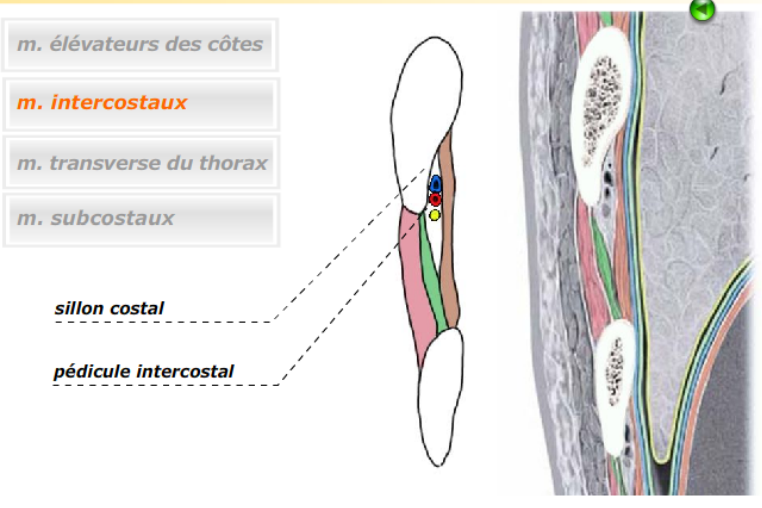 m. élévateurs des côtes
m. intercostaux
m. transverse du thorax
m. subcostaux
sillon costal
pédicule intercostal